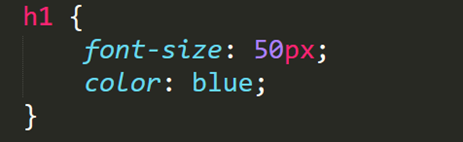 h1 {
    font-size: 50px;
    color: blue;
}